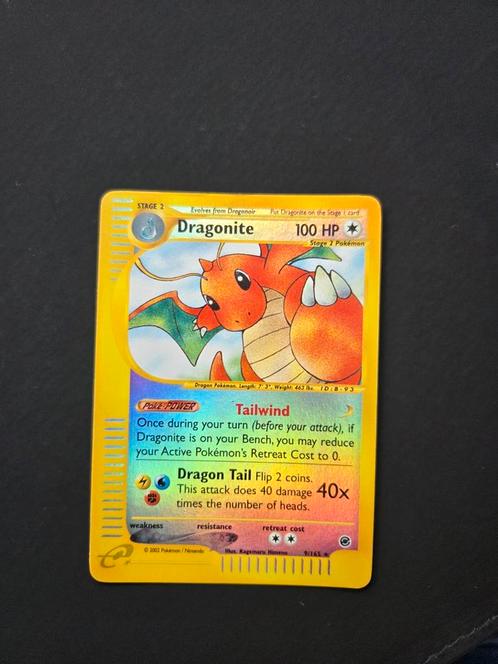 STAGE 2
Evolves from Dragonair
Put Dragonite on the Stage 1 card
Dragonite 100 HP
Stage 2 Pokémon
Dragon Pokémon. Length: 7' 3", Weight: 463 lbs. ID:B-93
Poké-POWER
Tailwind
Once during your turn (before your attack), if
Dragonite is on your Bench, you may reduce
your Active Pokémon's Retreat Cost to 0.
Dragon Tail Flip 2 coins.
This attack does 40 damage
times the number of heads.
40x
weakness resistance retreat cost
© 2002 Pokémon / Nintendo
Illus. Kagemaru Himeno
9/165